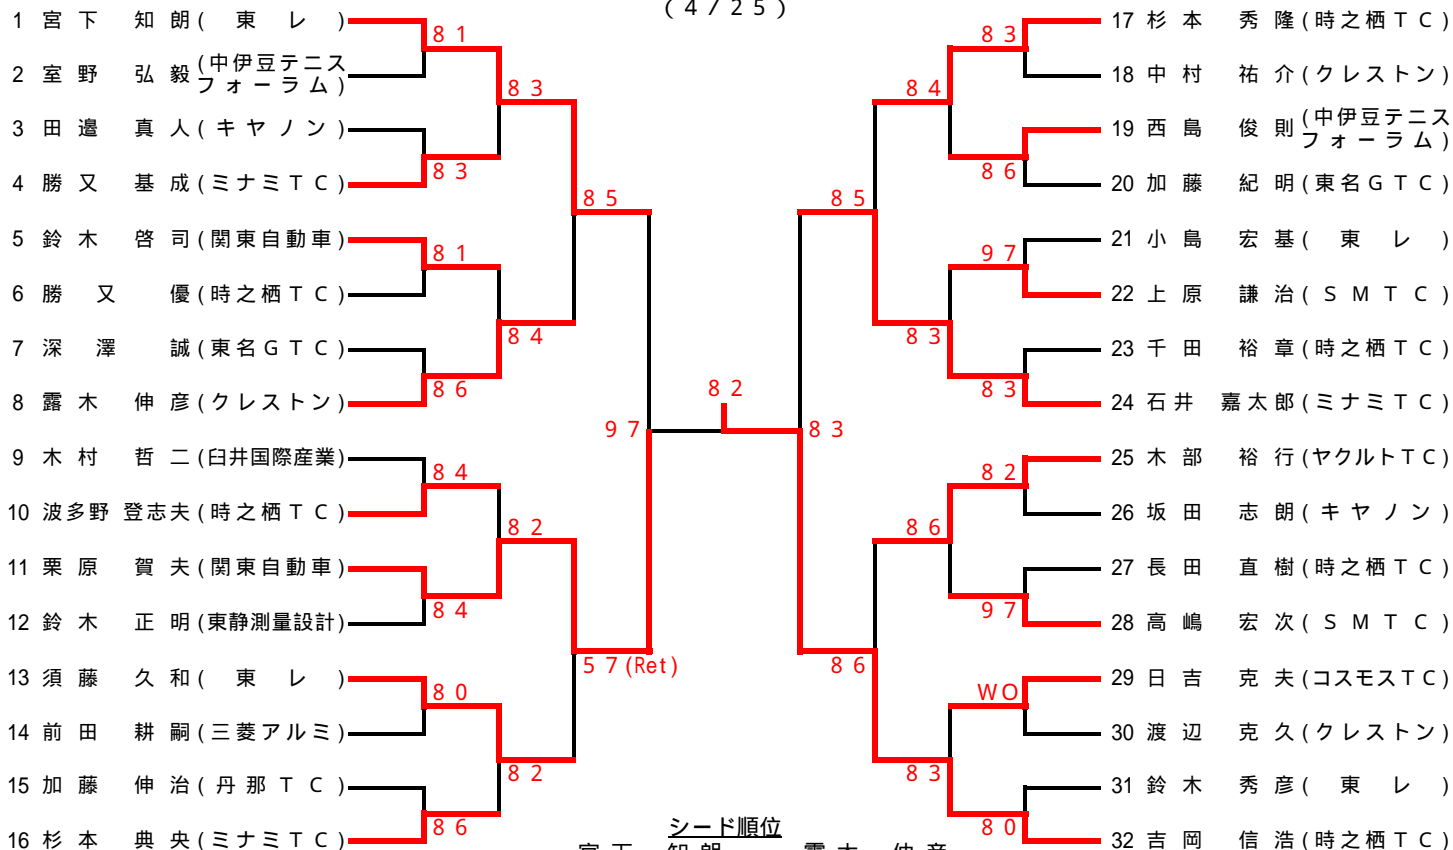 (4/25)
1 宮下 知朗(東レ)
2 室野 弘毅(中伊豆テニスフォーラム)
3 田邉 真人(キヤノン)
4 勝又 基成(ミナミTC)
5 鈴木 啓司(関東自動車)
6 勝又 優(時之栖TC)
7 深澤 誠(東名GTC)
8 露木 伸彦(クレストン)
9 木村 哲二(臼井国際産業)
10 波多野 登志夫(時之栖TC)
11 栗原 賀夫(関東自動車)
12 鈴木 正明(東静測量設計)
13 須藤 久和(東レ)
14 前田 耕嗣(三菱アルミ)
15 加藤 伸治(丹那TC)
16 杉本 典央(ミナミTC)
81
83
81
86
84
84
80
86
83
84
82
82
85
57(Ret)
97
82
83
85
86
84
83
86
83
83
86
97
83
82
97
WO
80
17 杉本 秀隆(時之栖TC)
18 中村 祐介(クレストン)
19 西島 俊則(中伊豆テニスフォーラム)
20 加藤 紀明(東名GTC)
21 小島 宏基(東レ)
22 上原 謙治(SMTC)
23 千田 裕章(時之栖TC)
24 石井 嘉太郎(ミナミTC)
25 木部 裕行(ヤクルトTC)
26 坂田 志朗(キヤノン)
27 長田 直樹(時之栖TC)
28 高嶋 宏次(SMTC)
29 日吉 克夫(コスモスTC)
30 渡辺 克久(クレストン)
31 鈴木 秀彦(東レ)
32 吉岡 信浩(時之栖TC)
シード順位
宮下 知朗 露木 伸彦